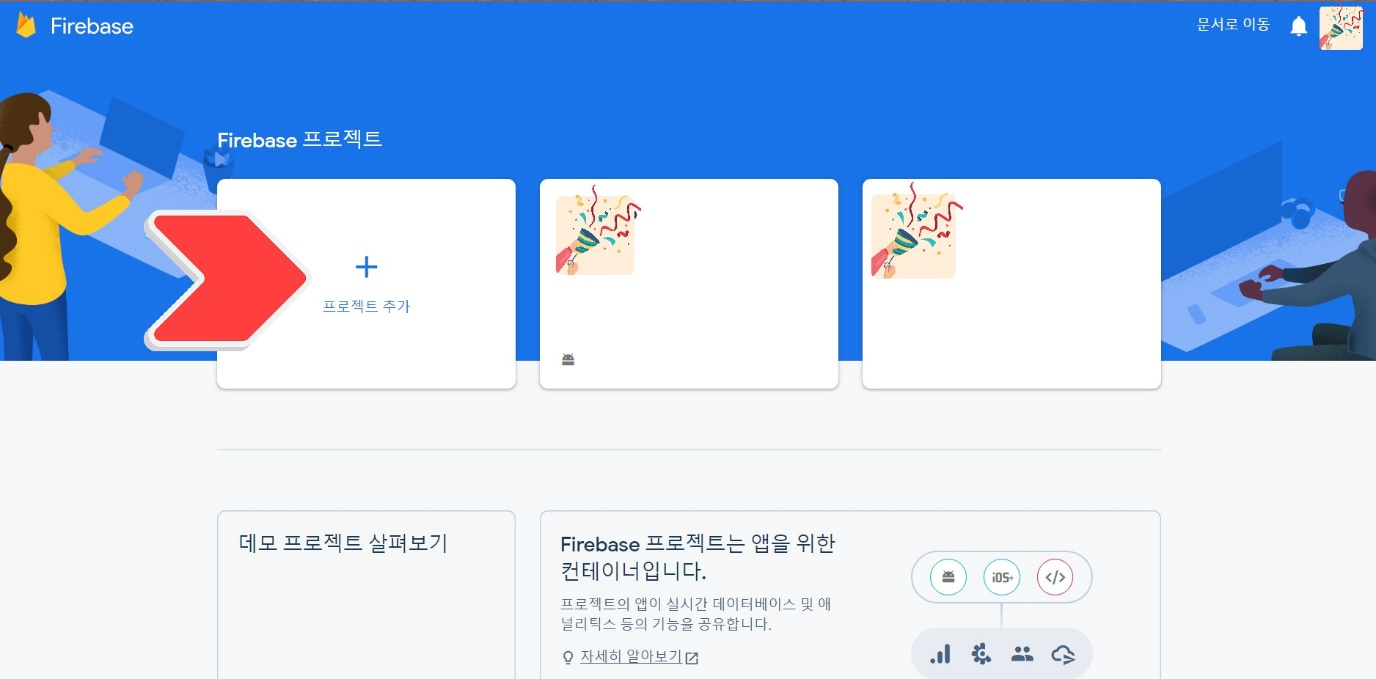 Firebase
문서로 이동
Firebase 프로젝트
프로젝트 추가
데모 프로젝트 살펴보기
Firebase 프로젝트는 앱을 위한
컨테이너입니다.
프로젝트의 앱이 실시간 데이터베이스 및 애
널리틱스 등의 기능을 공유합니다.
자세히 알아보기
iOS+